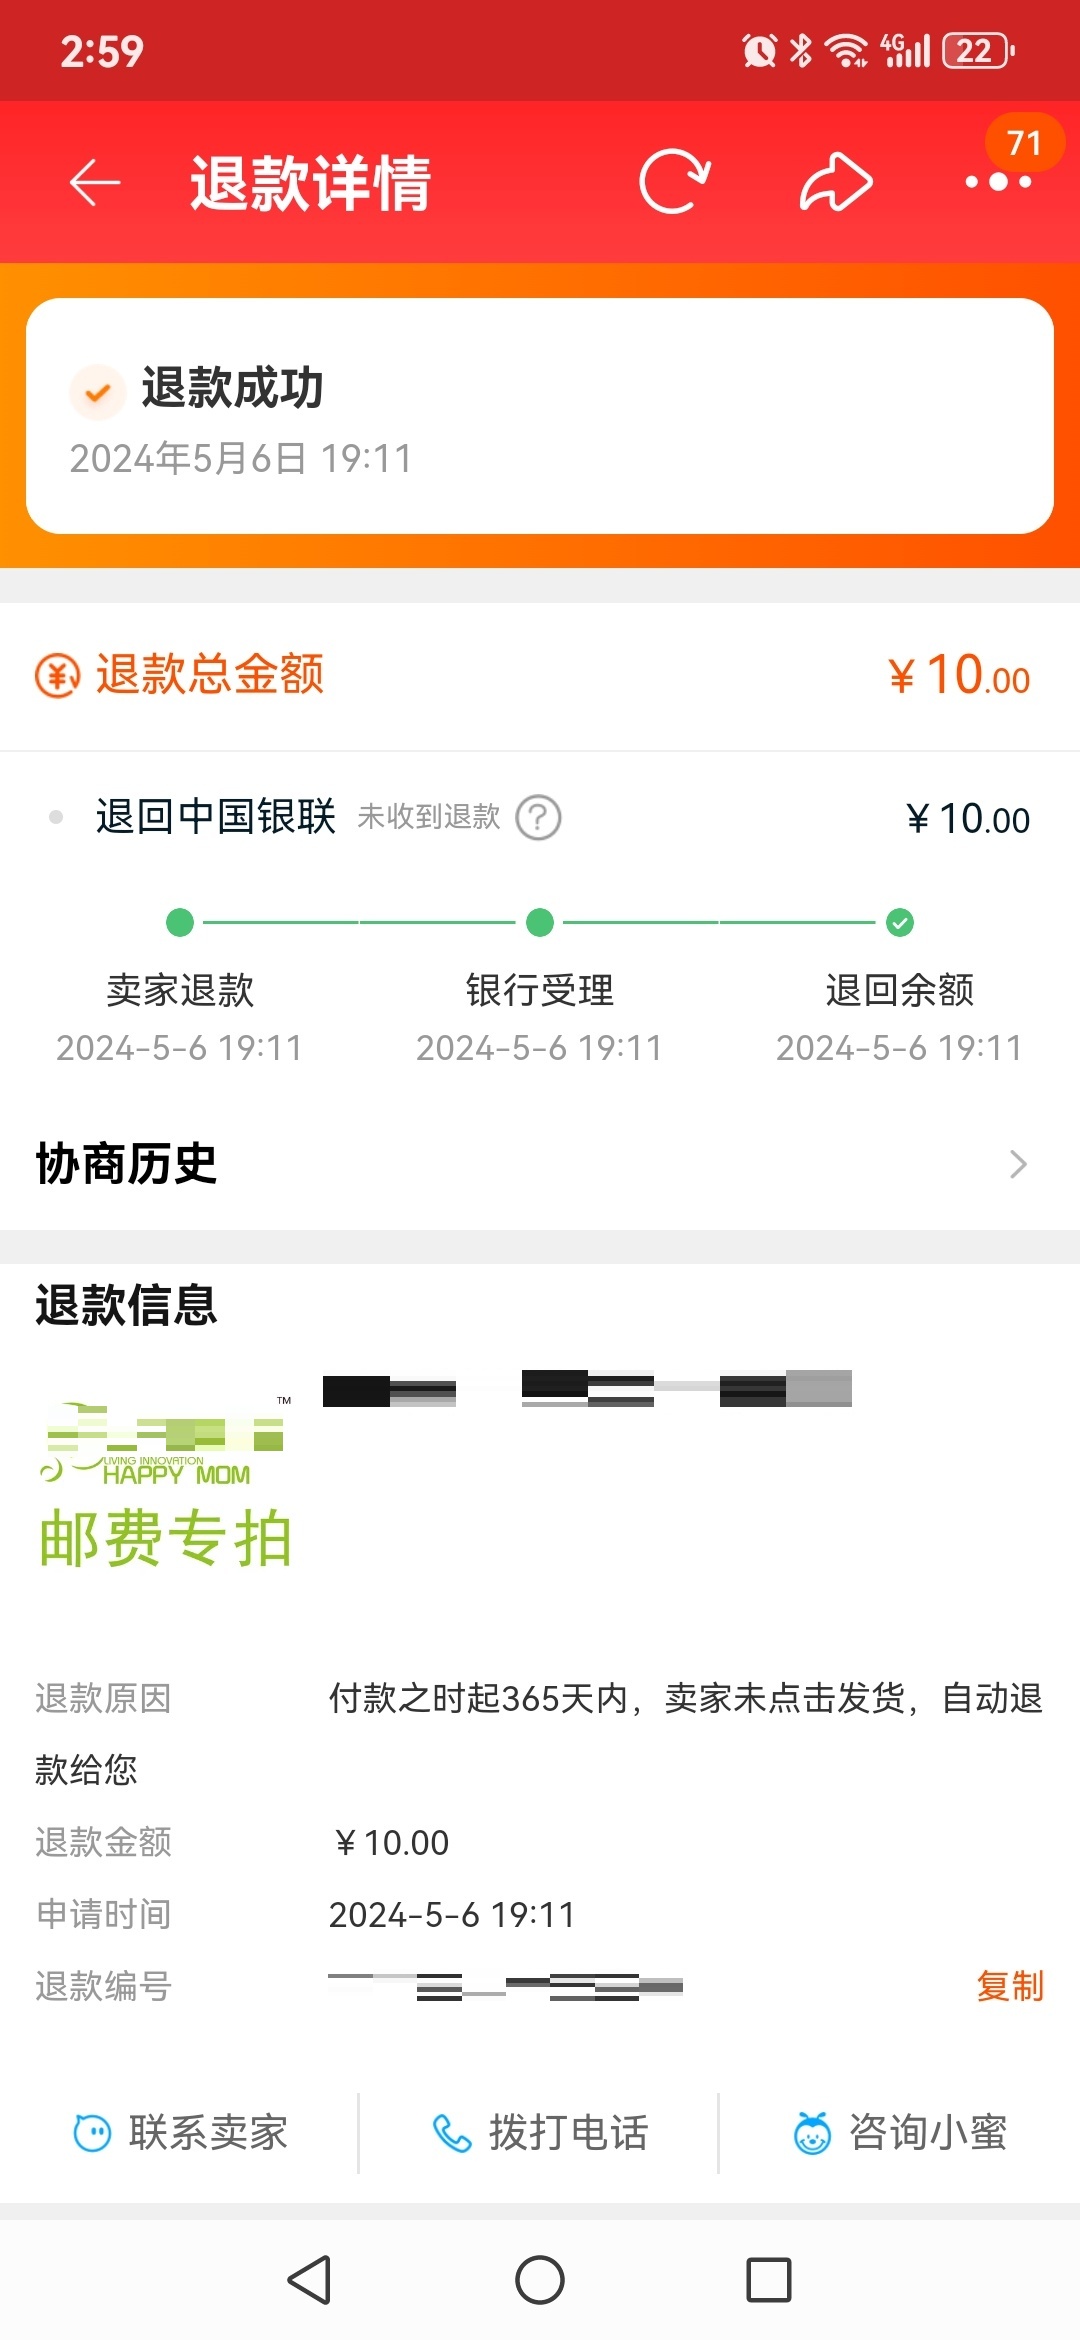 2:59
4G
22
退款详情
71
退款成功
2024年5月6日 19:11
退款总金额
￥10.00
退回中国银联 未收到退款 ?
￥10.00
卖家退款 银行受理 退回余额
2024-5-6 19:11 2024-5-6 19:11 2024-5-6 19:11
协商历史
退款信息
TM
LIVING INNOVATION
HAPPY MOM
邮费专拍
退款原因 付款之时起365天内，卖家未点击发货，自动退
款给您
退款金额 ￥10.00
申请时间 2024-5-6 19:11
退款编号
复制
联系卖家 拨打电话 咨询小蜜